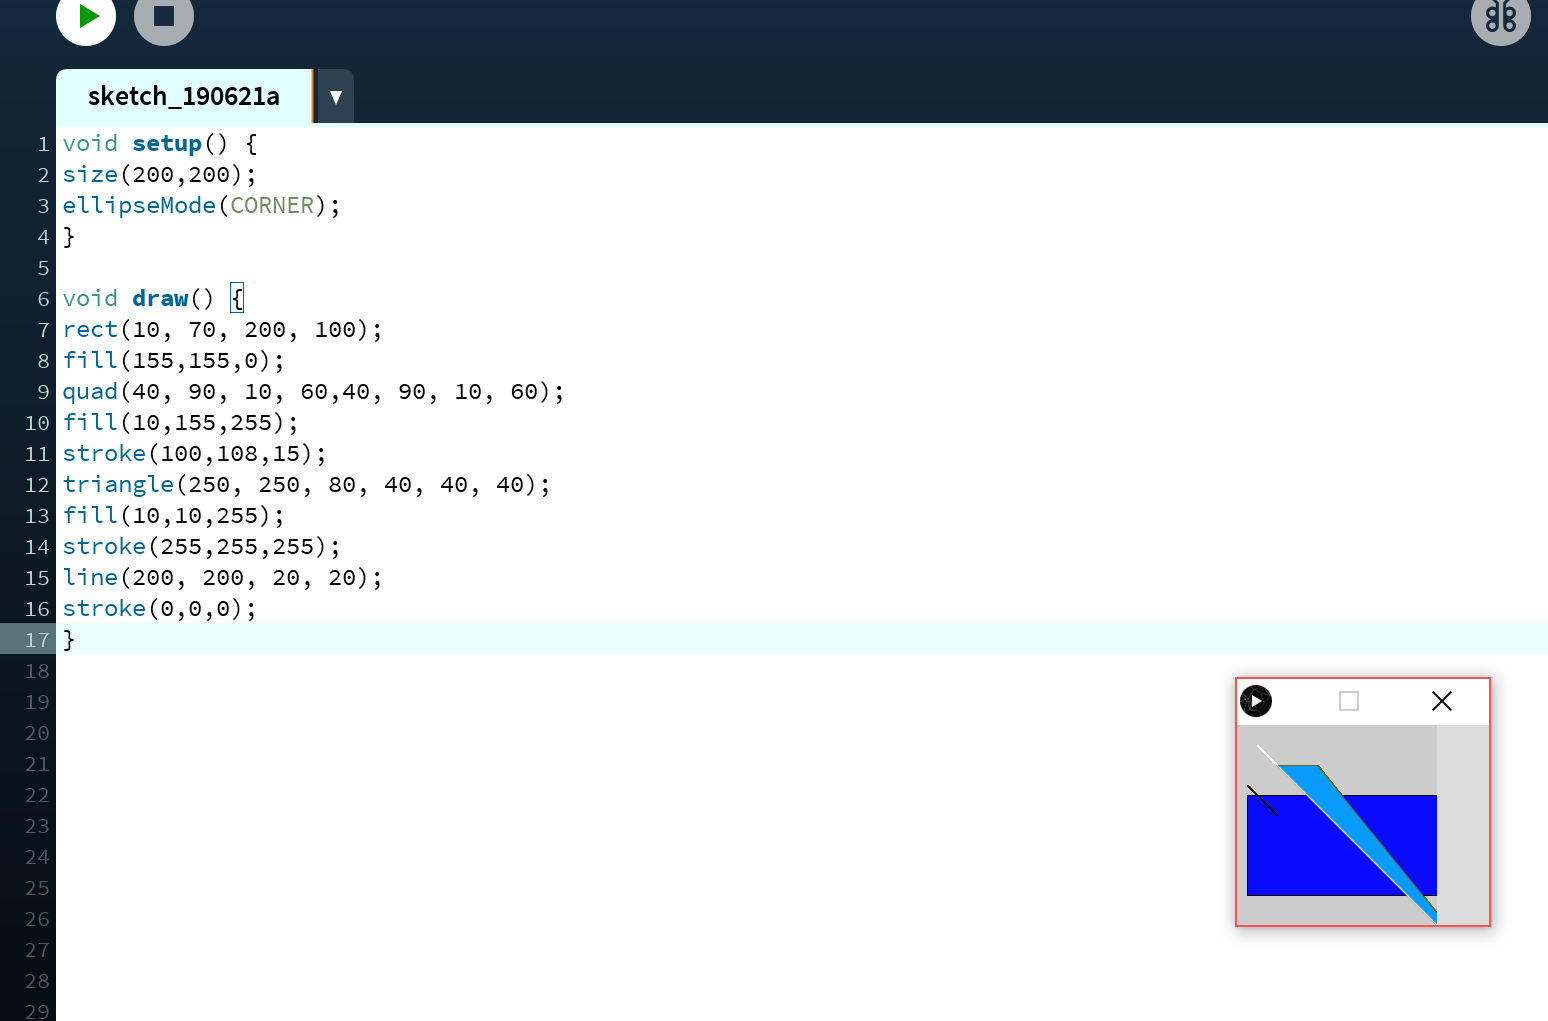 sketch_190621a ▼
1 void setup() {
2 size(200,200);
3 ellipseMode(CORNER);
4 }
5
6 void draw() {
7 rect(10, 70, 200, 100);
8 fill(155,155,0);
9 quad(40, 90, 10, 60,40, 90, 10, 60);
10 fill(10,155,255);
11 stroke(100,108,15);
12 triangle(250, 250, 80, 40, 40, 40);
13 fill(10,10,255);
14 stroke(255,255,255);
15 line(200, 200, 20, 20);
16 stroke(0,0,0);
17 }
18
19
20
21
22
23
24
25
26
27
28
29